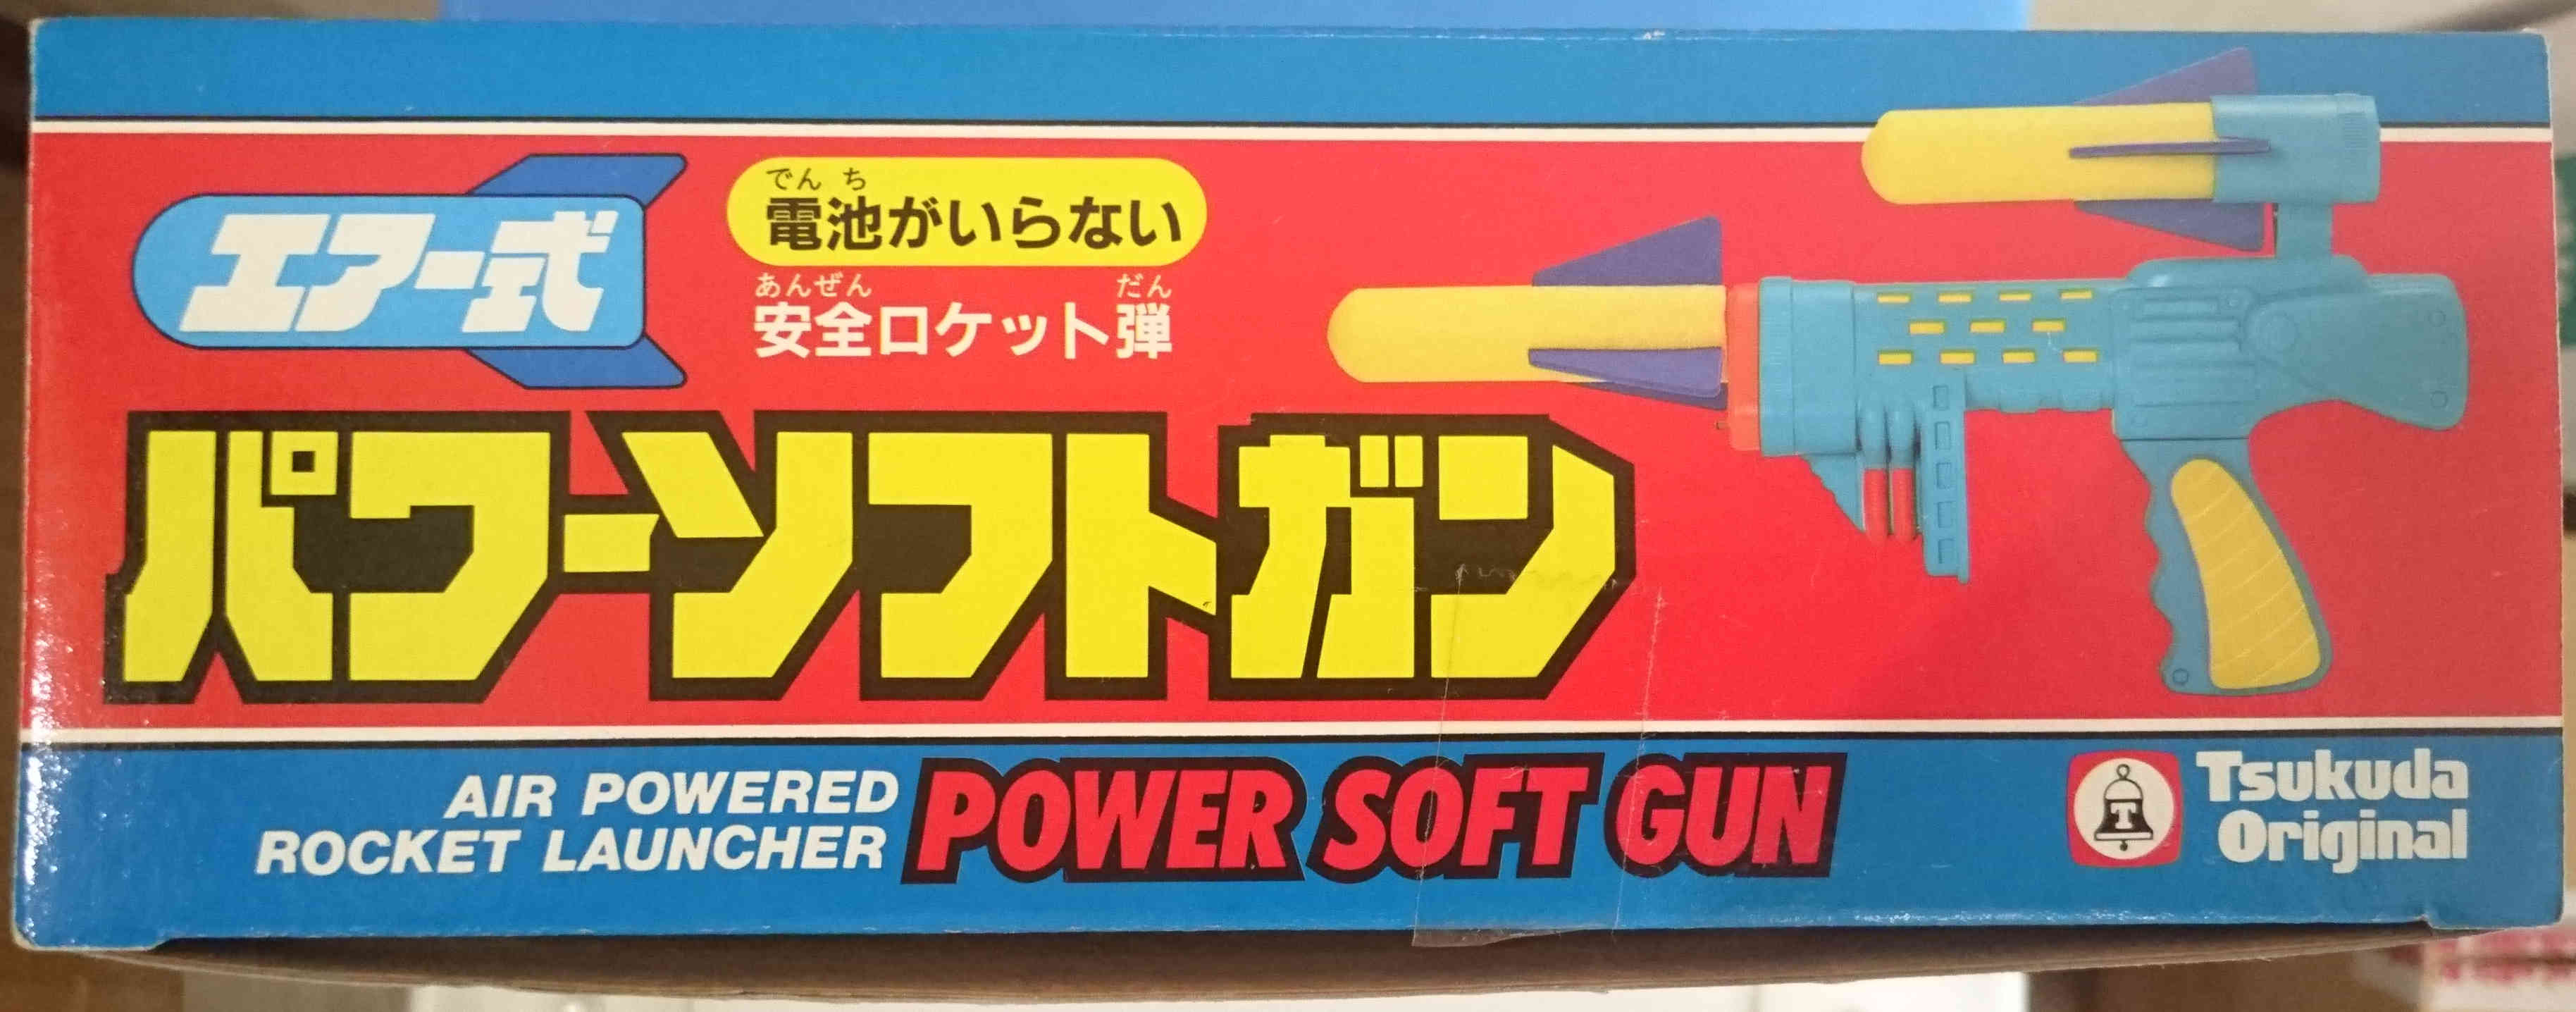 エアー式
でんち
電池がいらない
あんぜん だん
安全ロケット弾
パワーソフトガン
AIR POWERED
ROCKET LAUNCHER
POWER SOFT GUN
T
Tsukuda
Original